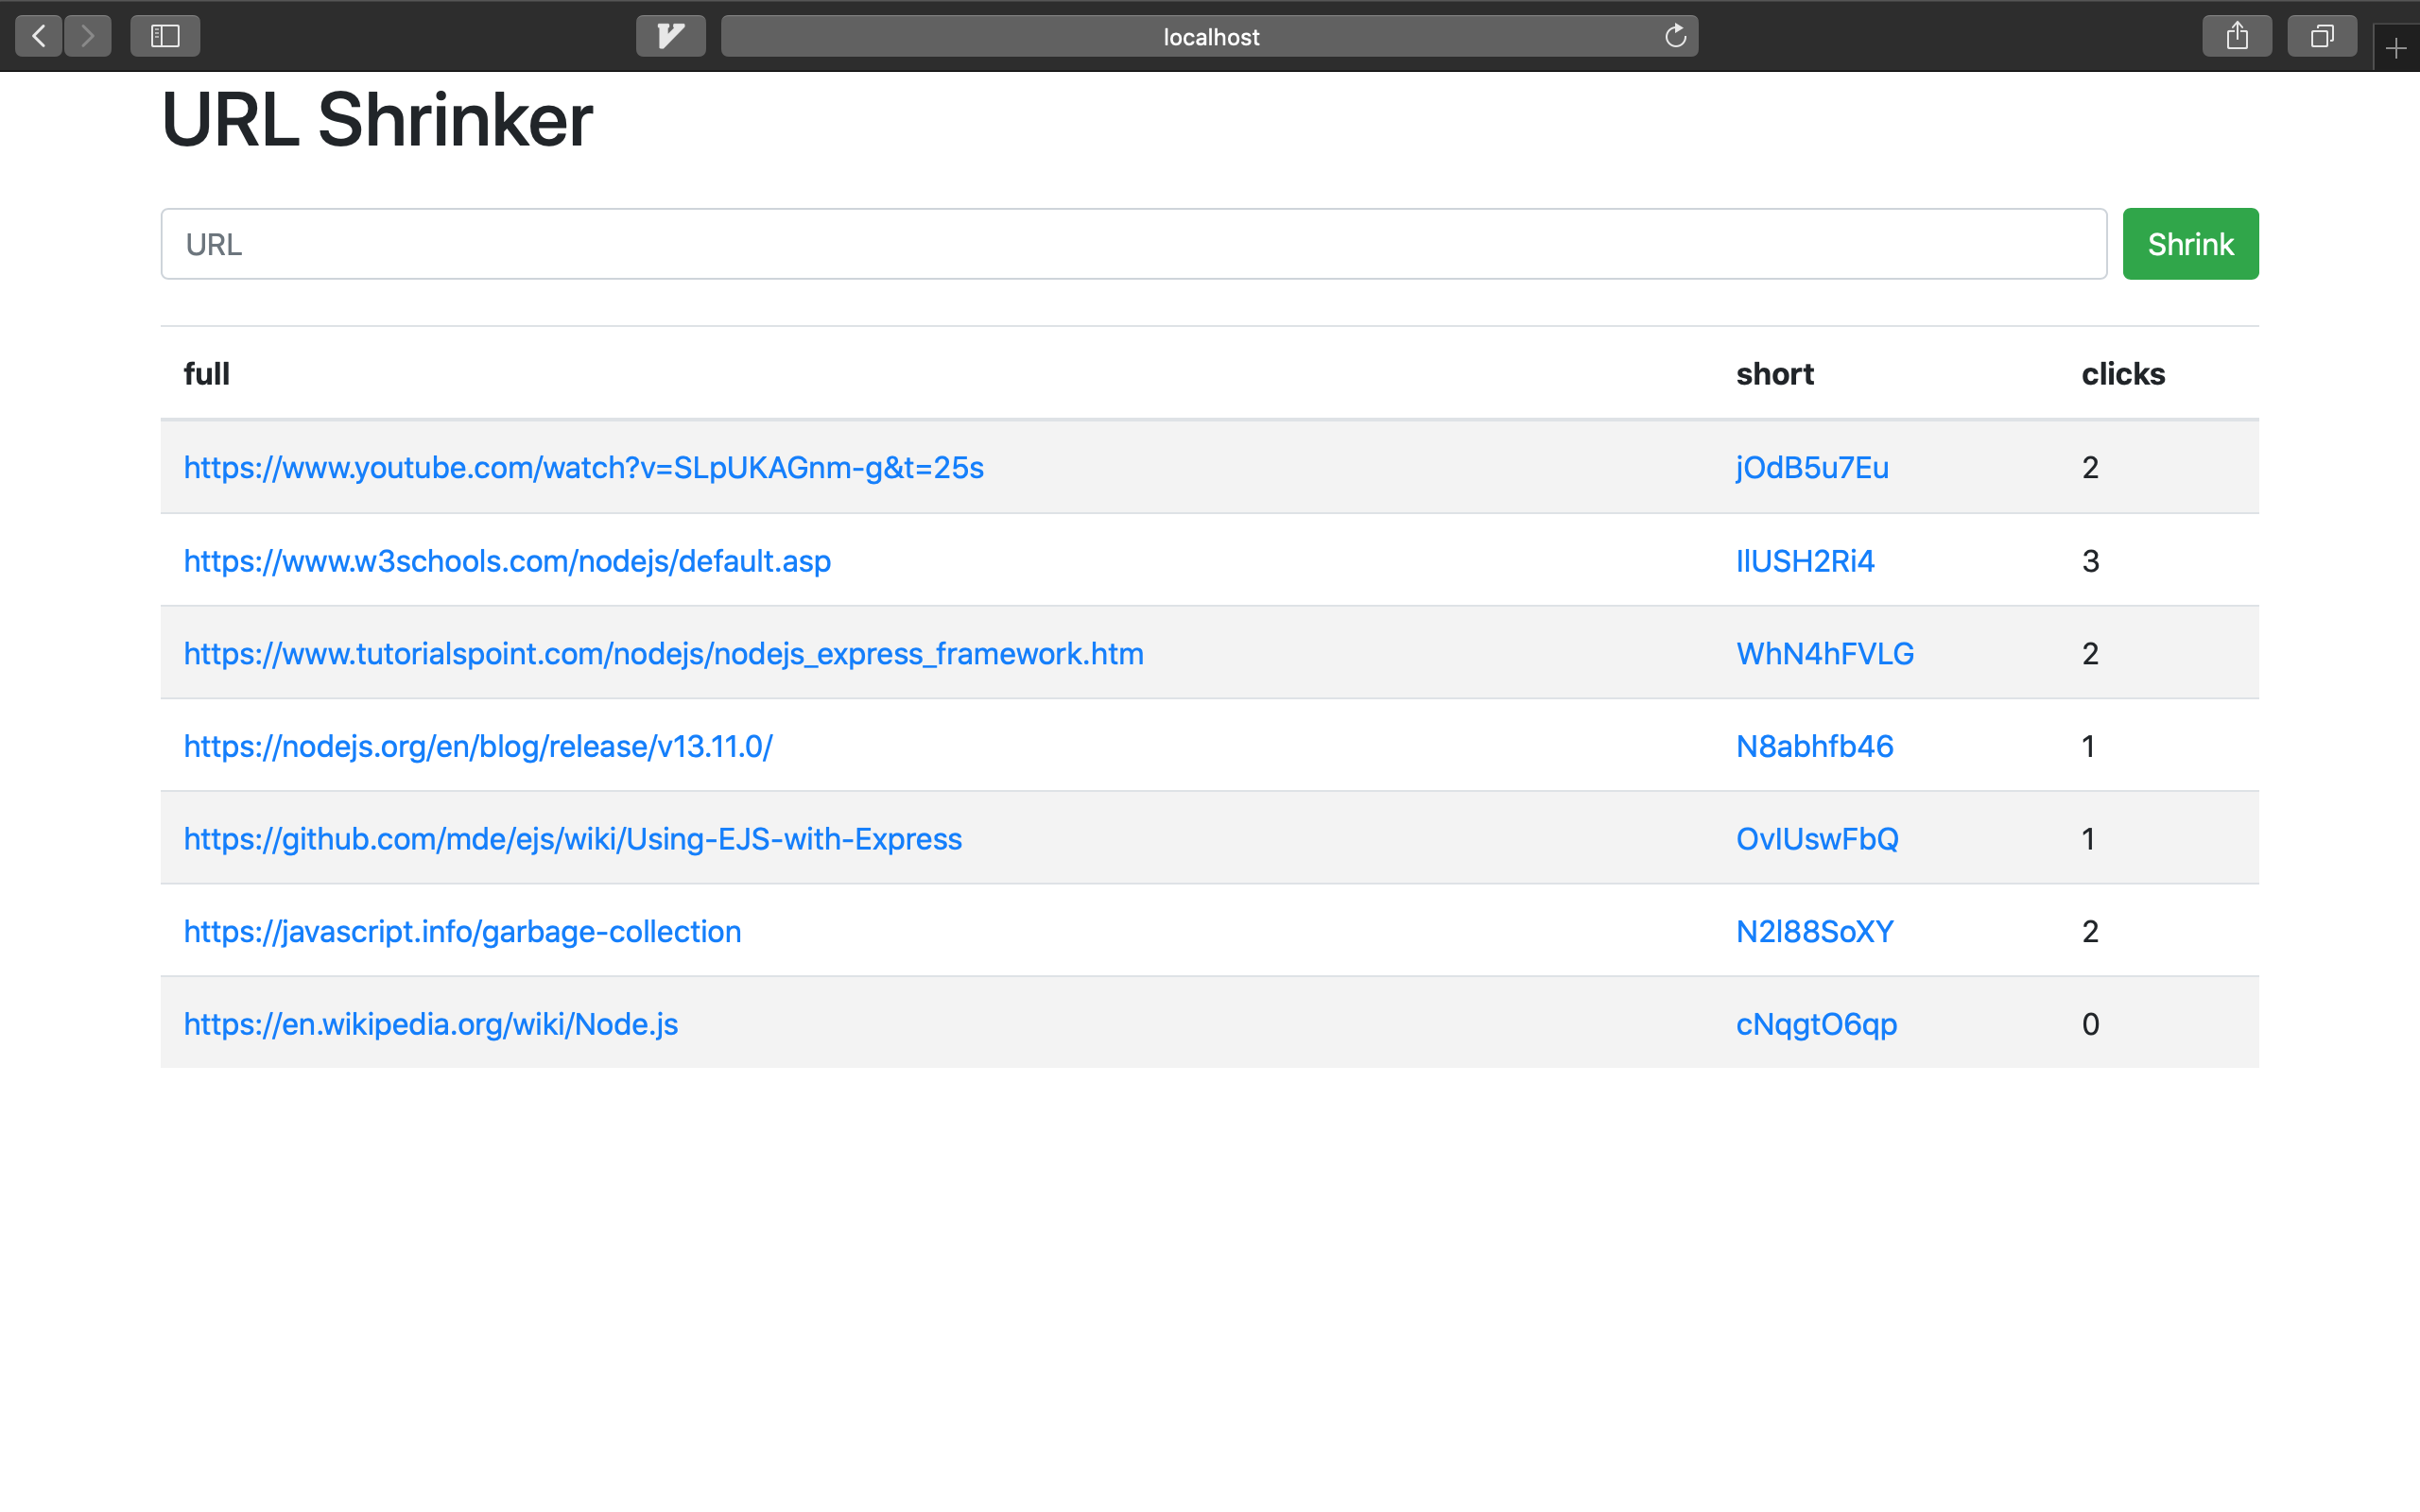 localhost
URL Shrinker
URL Shrink
full short clicks
https://www.youtube.com/watch?v=SLpUKAGnm-g&t=25s jOdB5u7Eu 2
https://www.w3schools.com/nodejs/default.asp IlUSH2Ri4 3
https://www.tutorialspoint.com/nodejs/nodejs_express_framework.htm WhN4hFVLG 2
https://nodejs.org/en/blog/release/v13.11.0/ N8abhfb46 1
https://github.com/mde/ejs/wiki/Using-EJS-with-Express OvIUswFbQ 1
https://javascript.info/garbage-collection N2l88SoXY 2
https://en.wikipedia.org/wiki/Node.js cNqgtO6qp 0